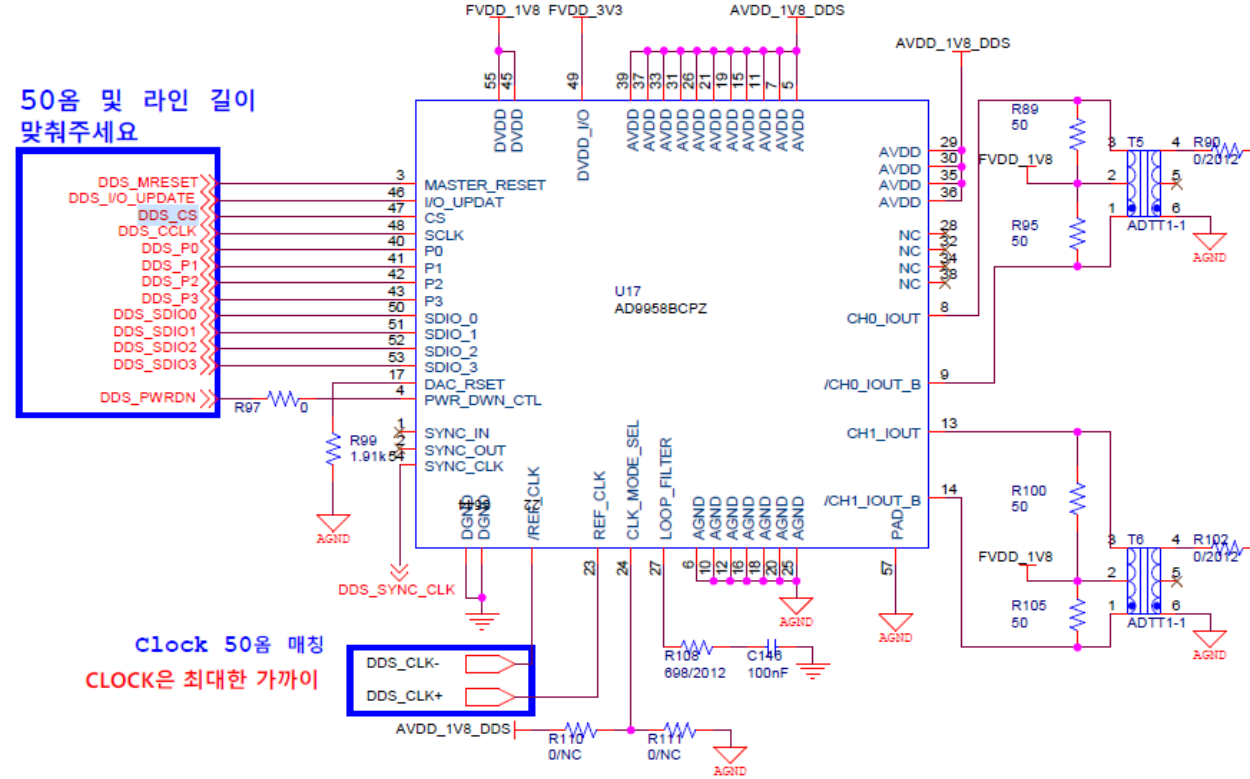 FVDD_1V8
FVDD_3V3
AVDD_1V8_DDS
AVDD_1V8_DDS
50옴 및 라인 길이
맞춰주세요
55
45
49
39
37
33
31
26
21
19
15
11
7
5
DVDD
DVDD
DVDD_I/O
AVDD
AVDD
AVDD
AVDD
AVDD
AVDD
AVDD
AVDD
AVDD
AVDD
AVDD
DDS_MRESET
3
MASTER_RESET
DDS_I/O_UPDATE
46
I/O_UPDAT
DDS_CS
47
CS
DDS_CCLK
48
SCLK
DDS_P0
40
P0
DDS_P1
41
P1
DDS_P2
42
P2
DDS_P3
43
P3
DDS_SDIO0
50
SDIO_0
DDS_SDIO1
51
SDIO_1
DDS_SDIO2
52
SDIO_2
DDS_SDIO3
53
SDIO_3
17
DAC_RSET
DDS_PWRDN
R97
0
4
PWR_DWN_CTL
1
SYNC_IN
2
SYNC_OUT
54
SYNC_CLK
R99
1.91k
AGND
DDS_SYNC_CLK
U17
AD9958BCPZ
AVDD
29
AVDD
30
AVDD
35
AVDD
36
NC
28
NC
32
NC
34
NC
38
CH0_IOUT
8
/CH0_IOUT_B
9
CH1_IOUT
13
/CH1_IOUT_B
14
R89
50
FVDD_1V8
R95
50
3
T5
4
2
5
1
6
ADTT1-1
R90
0/2012
AGND
R100
50
FVDD_1V8
R105
50
3
T6
4
2
5
1
6
ADTT1-1
R102
0/2012
AGND
DGND
DGND
/REF_CLK
22
REF_CLK
CLK_MODE_SEL
LOOP_FILTER
AGND
AGND
AGND
AGND
AGND
AGND
AGND
PAD
23
24
27
6
10
12
16
18
20
25
57
AGND
AGND
Clock 50옴 매칭
CLOCK은 최대한 가까이
DDS_CLK-
DDS_CLK+
R108
698/2012
C146
100nF
AVDD_1V8_DDS
R110
0/NC
R111
0/NC
AGND